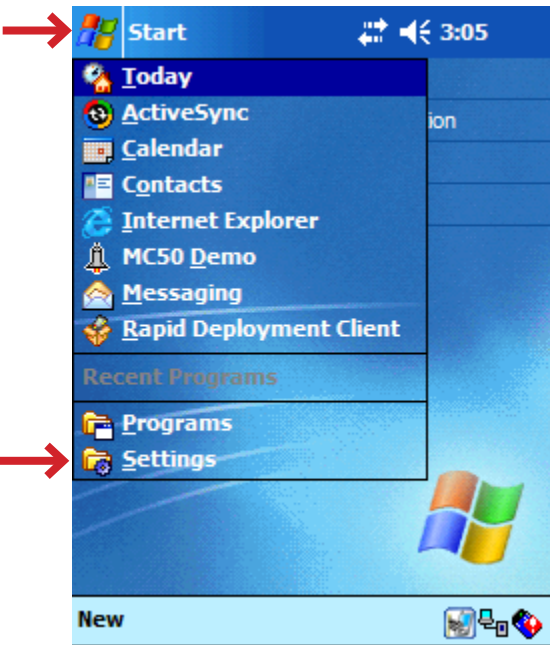 Start 3:05
Today
ActiveSync
ion
Calendar
Contacts
Internet Explorer
MC50 Demo
Messaging
Rapid Deployment Client
Recent Programs
Programs
Settings
New